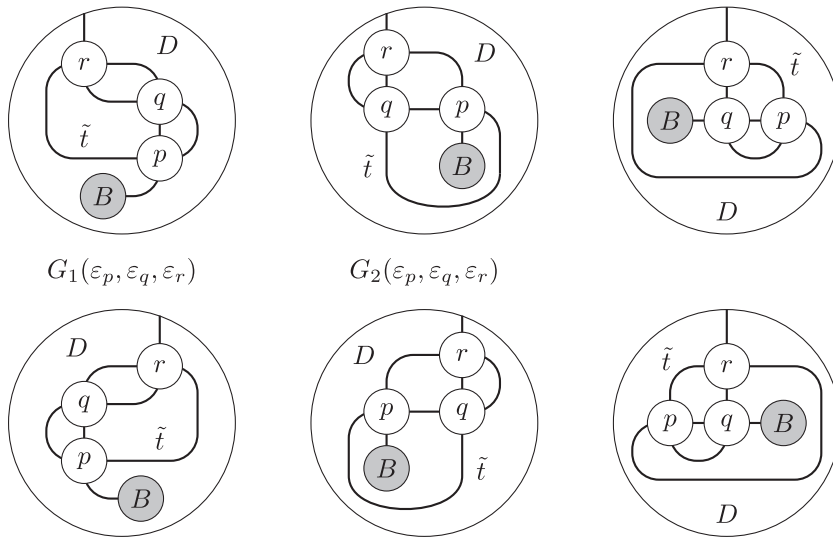 r D r D r t̃
q q p B q p
t̃ p t̃ B
B D
G₁(ε_p, ε_q, ε_r) G₂(ε_p, ε_q, ε_r)
D r D r t̃ r
q p q p q B
p t̃ B t̃
B D